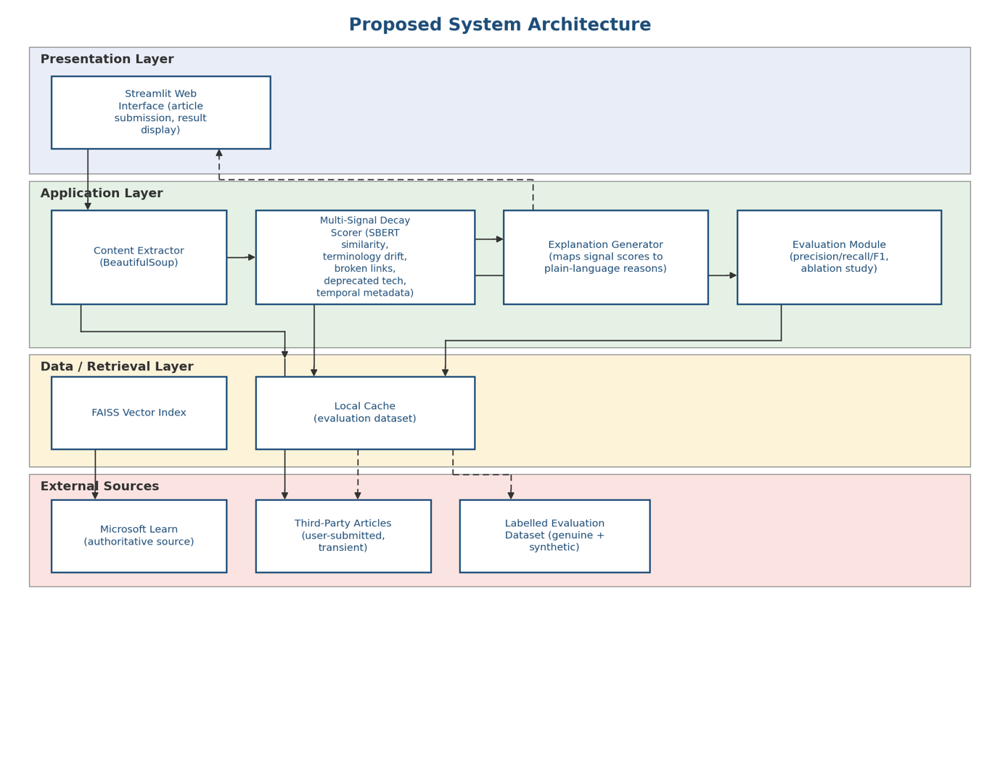 Proposed System Architecture
Presentation Layer
Streamlit Web
Interface (article
submission, result
display)
Application Layer
Content Extractor
(BeautifulSoup)
Multi-Signal Decay
Scorer (SBERT
similarity,
terminology drift,
broken links,
deprecated tech,
temporal metadata)
Explanation Generator
(maps signal scores to
plain-language reasons)
Evaluation Module
(precision/recall/F1,
ablation study)
Data / Retrieval Layer
FAISS Vector Index
Local Cache
(evaluation dataset)
External Sources
Microsoft Learn
(authoritative source)
Third-Party Articles
(user-submitted,
transient)
Labelled Evaluation
Dataset (genuine +
synthetic)